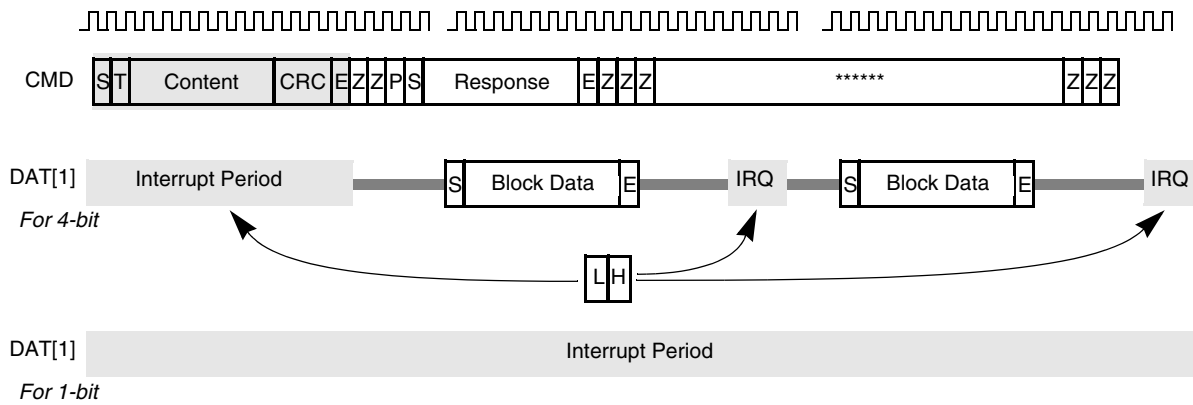 CMD S T Content CRC E Z Z P S Response E Z Z Z ****** Z Z Z
DAT[1] Interrupt Period S Block Data E IRQ S Block Data E IRQ
For 4-bit
L H
DAT[1] Interrupt Period
For 1-bit